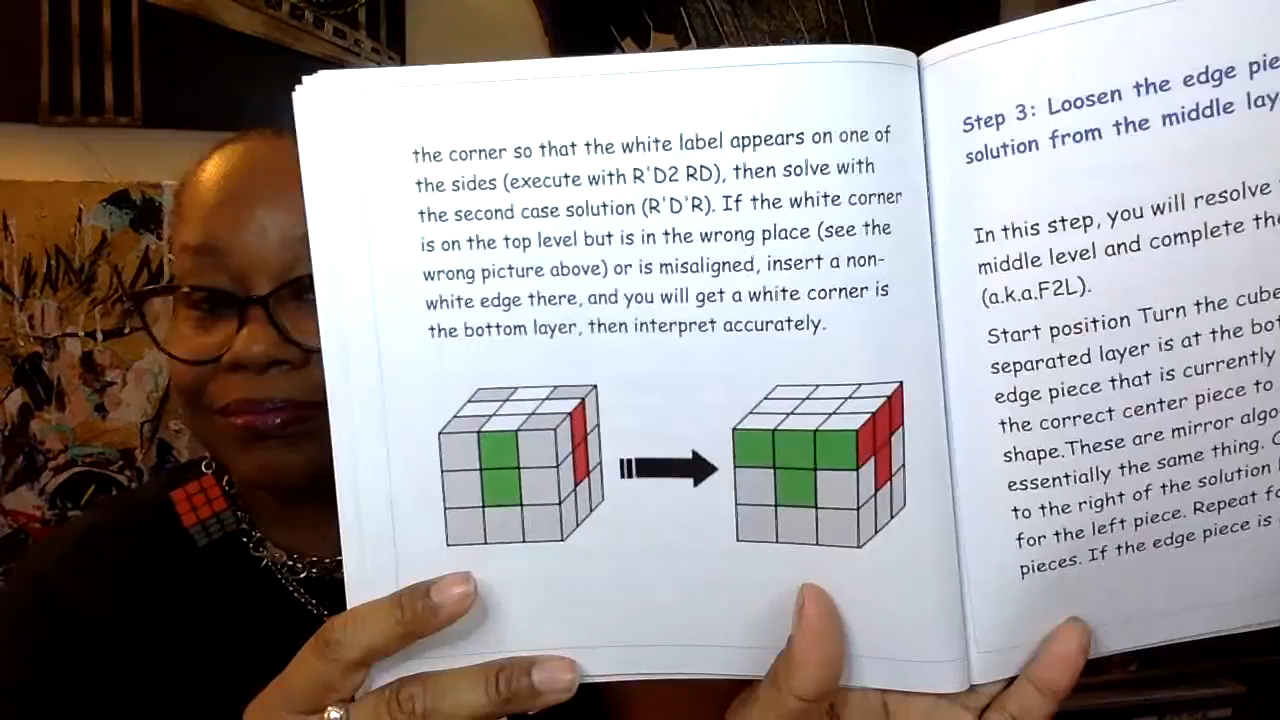 the corner so that the white label appears on one of
the sides (execute with R'D2 RD), then solve with
the second case solution (R'D'R). If the white corner
is on the top level but is in the wrong place (see the
wrong picture above) or is misaligned, insert a non-
white edge there, and you will get a white corner is
the bottom layer, then interpret accurately.
Step 3: Loosen the edge
solution from the middle
In this step, you will resolve
middle level and complete
(a.k.a.F2L).
Start position Turn the cube
separated layer is at the
edge piece that is currently
the correct center piece to
shape.These are mirror
essentially the same thing.
to the right of the solution
for the left piece. Repeat
pieces. If the edge piece is